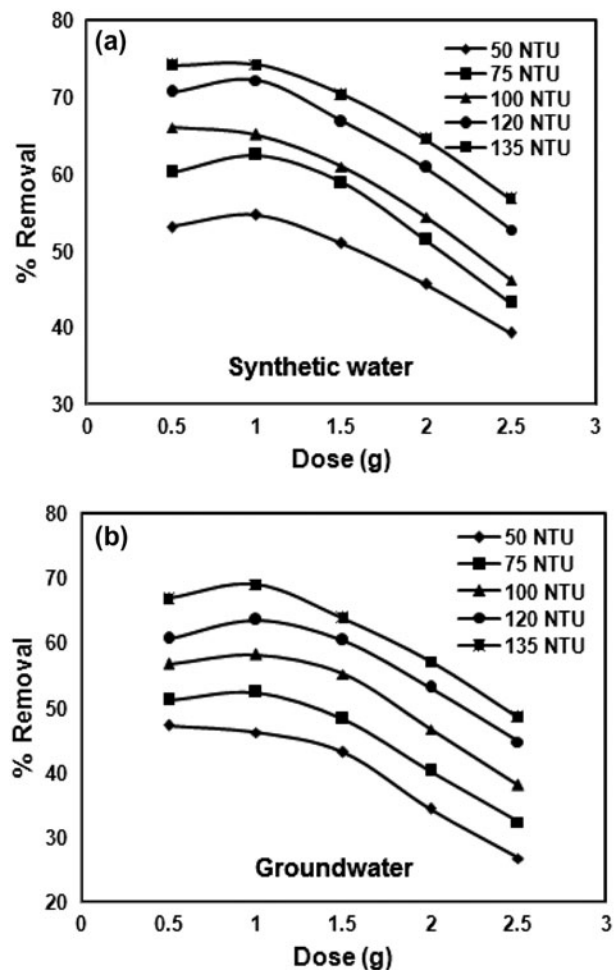 (a)
80
70
60
50
40
30
% Removal
50 NTU
75 NTU
100 NTU
120 NTU
135 NTU
Synthetic water
0 0.5 1 1.5 2 2.5 3
Dose (g)
(b)
80
70
60
50
40
30
20
% Removal
50 NTU
75 NTU
100 NTU
120 NTU
135 NTU
Groundwater
0 0.5 1 1.5 2 2.5 3
Dose (g)